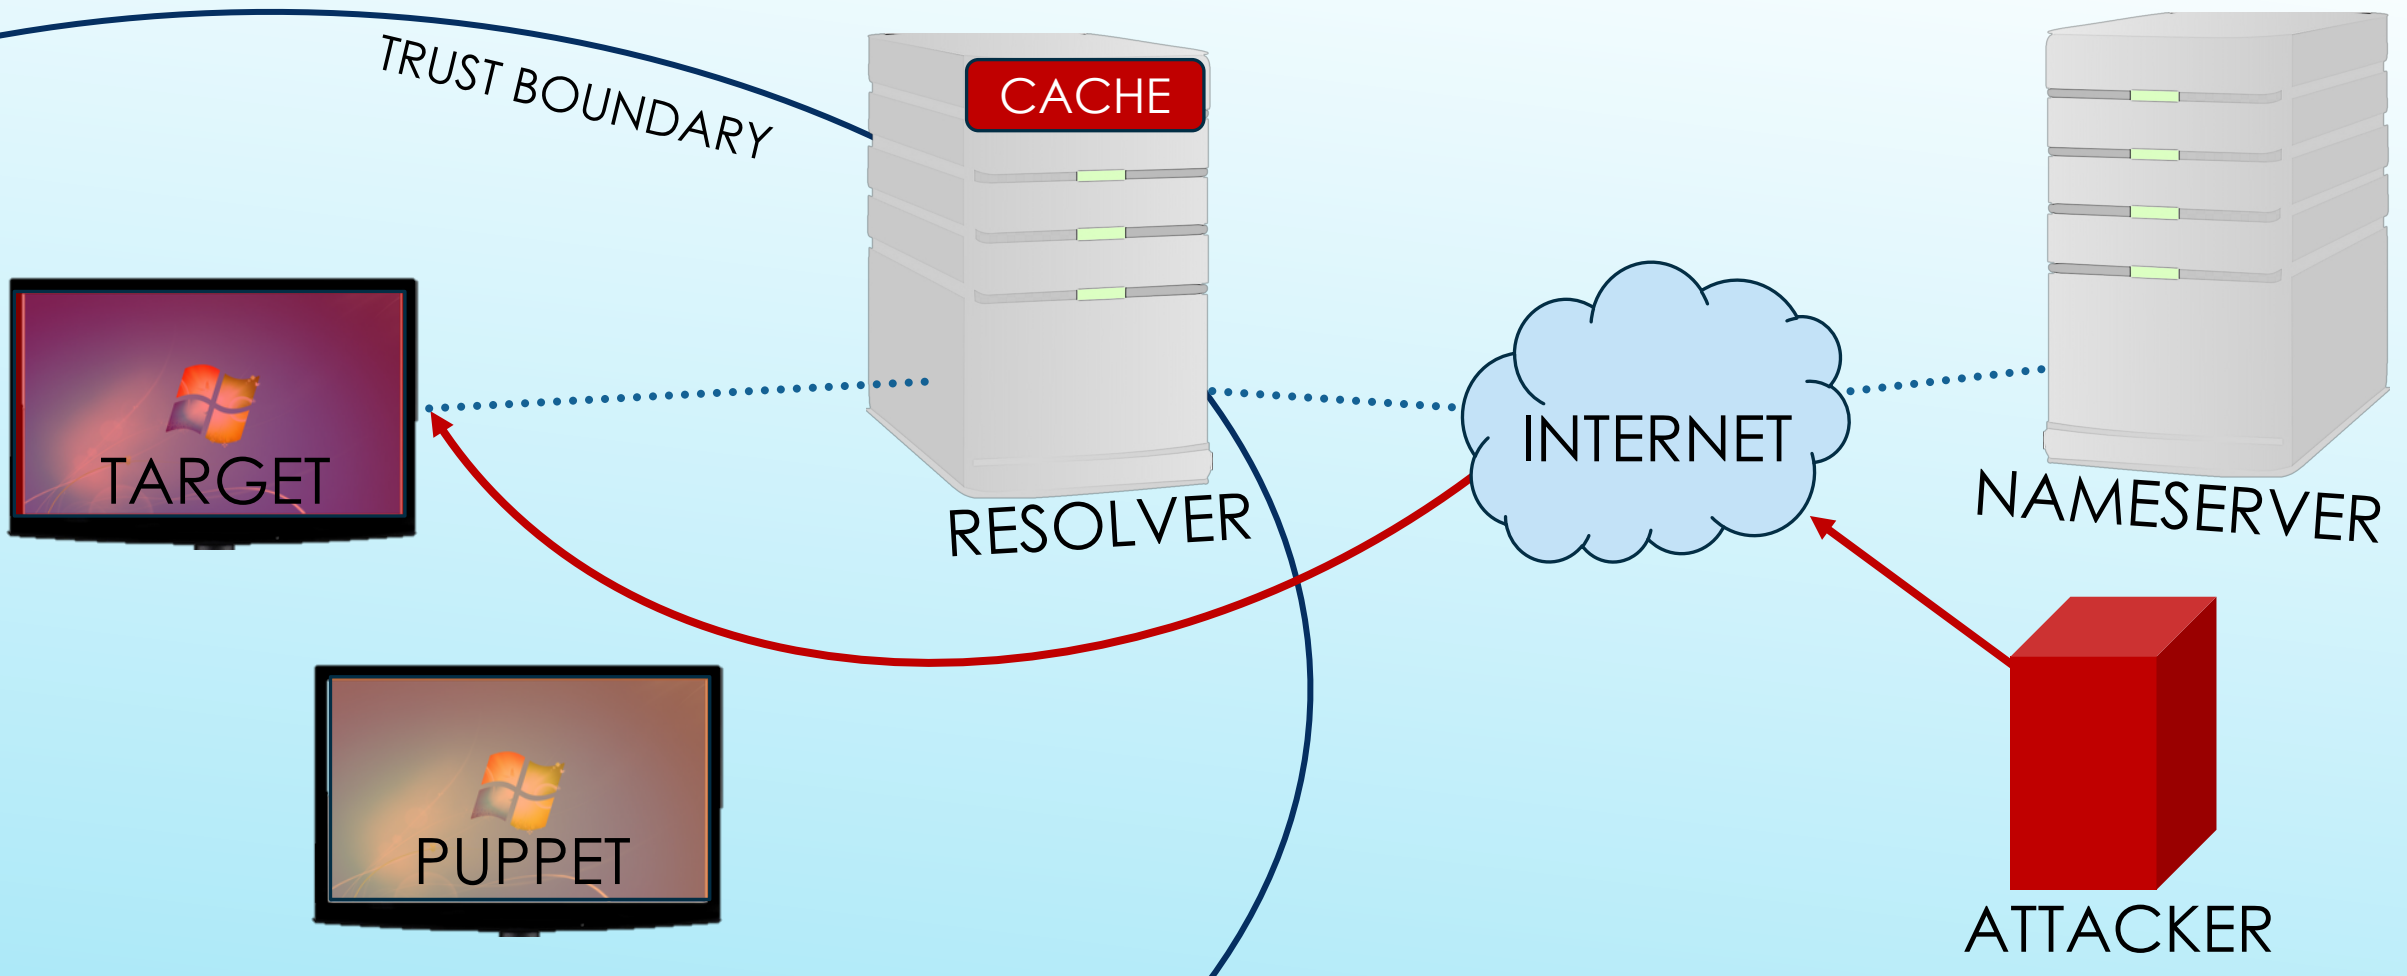 TRUST BOUNDARY
CACHE
INTERNET
TARGET
RESOLVER
NAMESERVER
PUPPET
ATTACKER